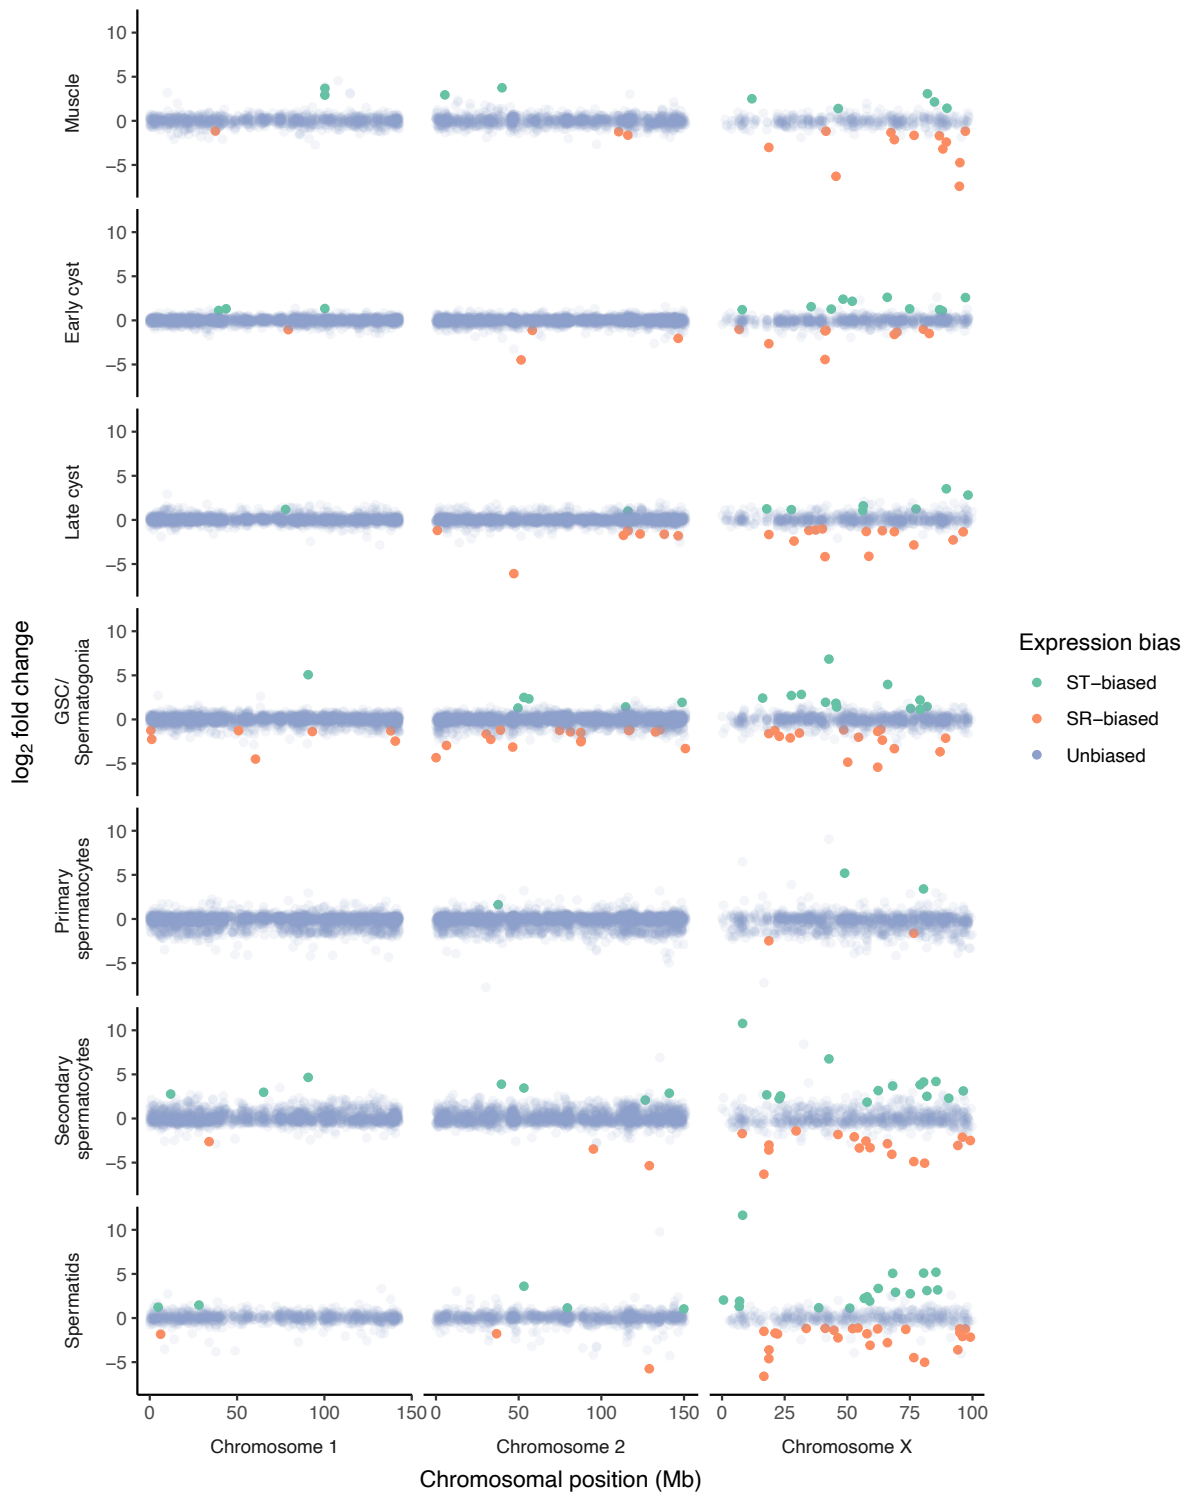 log2 fold change
Muscle
10
5
0
−5
Early cyst
10
5
0
−5
Late cyst
10
5
0
−5
GSC/
Spermatogonia
10
5
0
−5
Primary
spermatocytes
10
5
0
−5
Secondary
spermatocytes
10
5
0
−5
Spermatids
10
5
0
−5
0 50 100 150 0 50 100 150 0 25 50 75 100
Chromosome 1 Chromosome 2 Chromosome X
Chromosomal position (Mb)
Expression bias
ST−biased
SR−biased
Unbiased